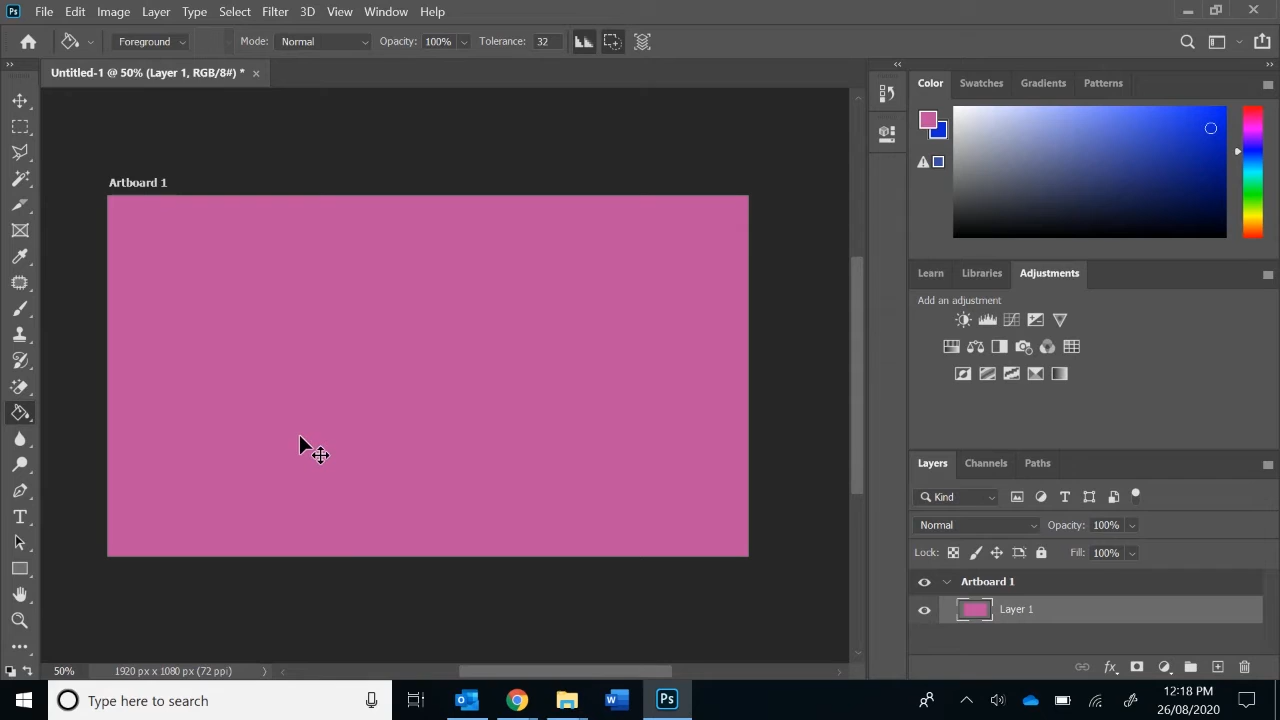 Ps File Edit Image Layer Type Select Filter 3D View Window Help
Foreground Mode: Normal Opacity: 100% Tolerance: 32
Untitled-1 @ 50% (Layer 1, RGB/8#) * ×
Color Swatches Gradients Patterns
Artboard 1
Learn Libraries Adjustments
Add an adjustment
Layers Channels Paths
Kind
Normal Opacity: 100%
Lock: Fill: 100%
Artboard 1
Layer 1
50% 1920 px x 1080 px (72 ppi)
fx
Type here to search
Ps
12:18 PM
26/08/2020